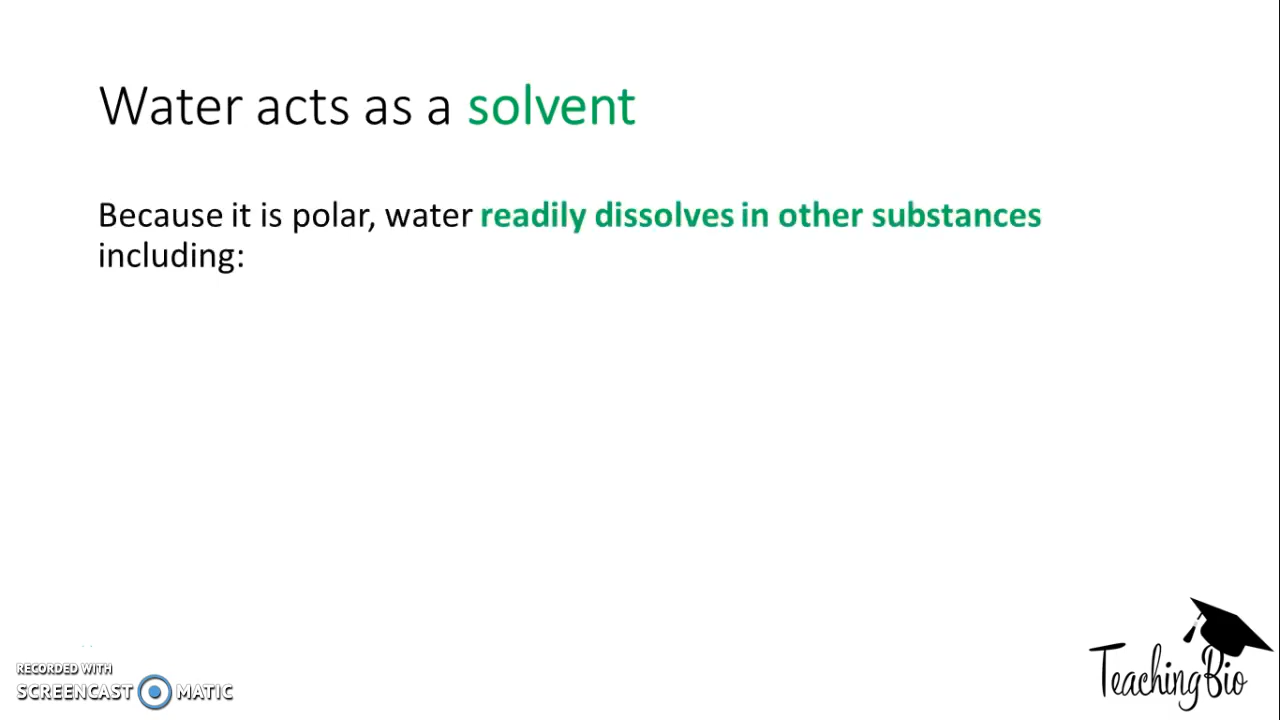 Water acts as a solvent
Because it is polar, water readily dissolves in other substances
including:
RECORDED WITH
SCREENCAST MATIC
TeachingBio